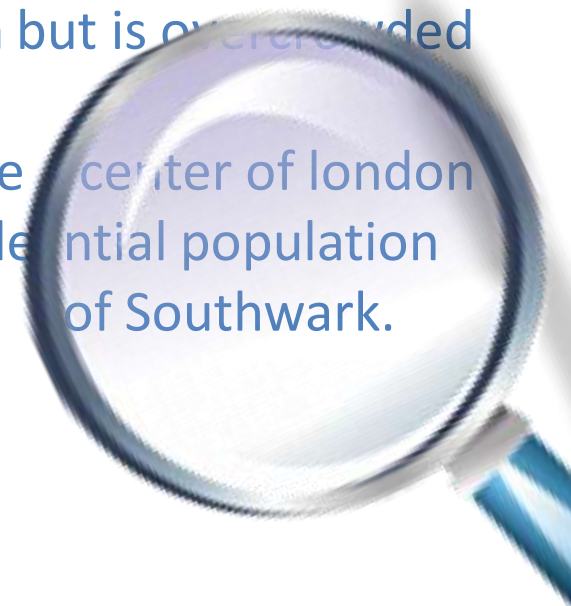 but is overcrowded
center of london
ntial population
of Southwark.